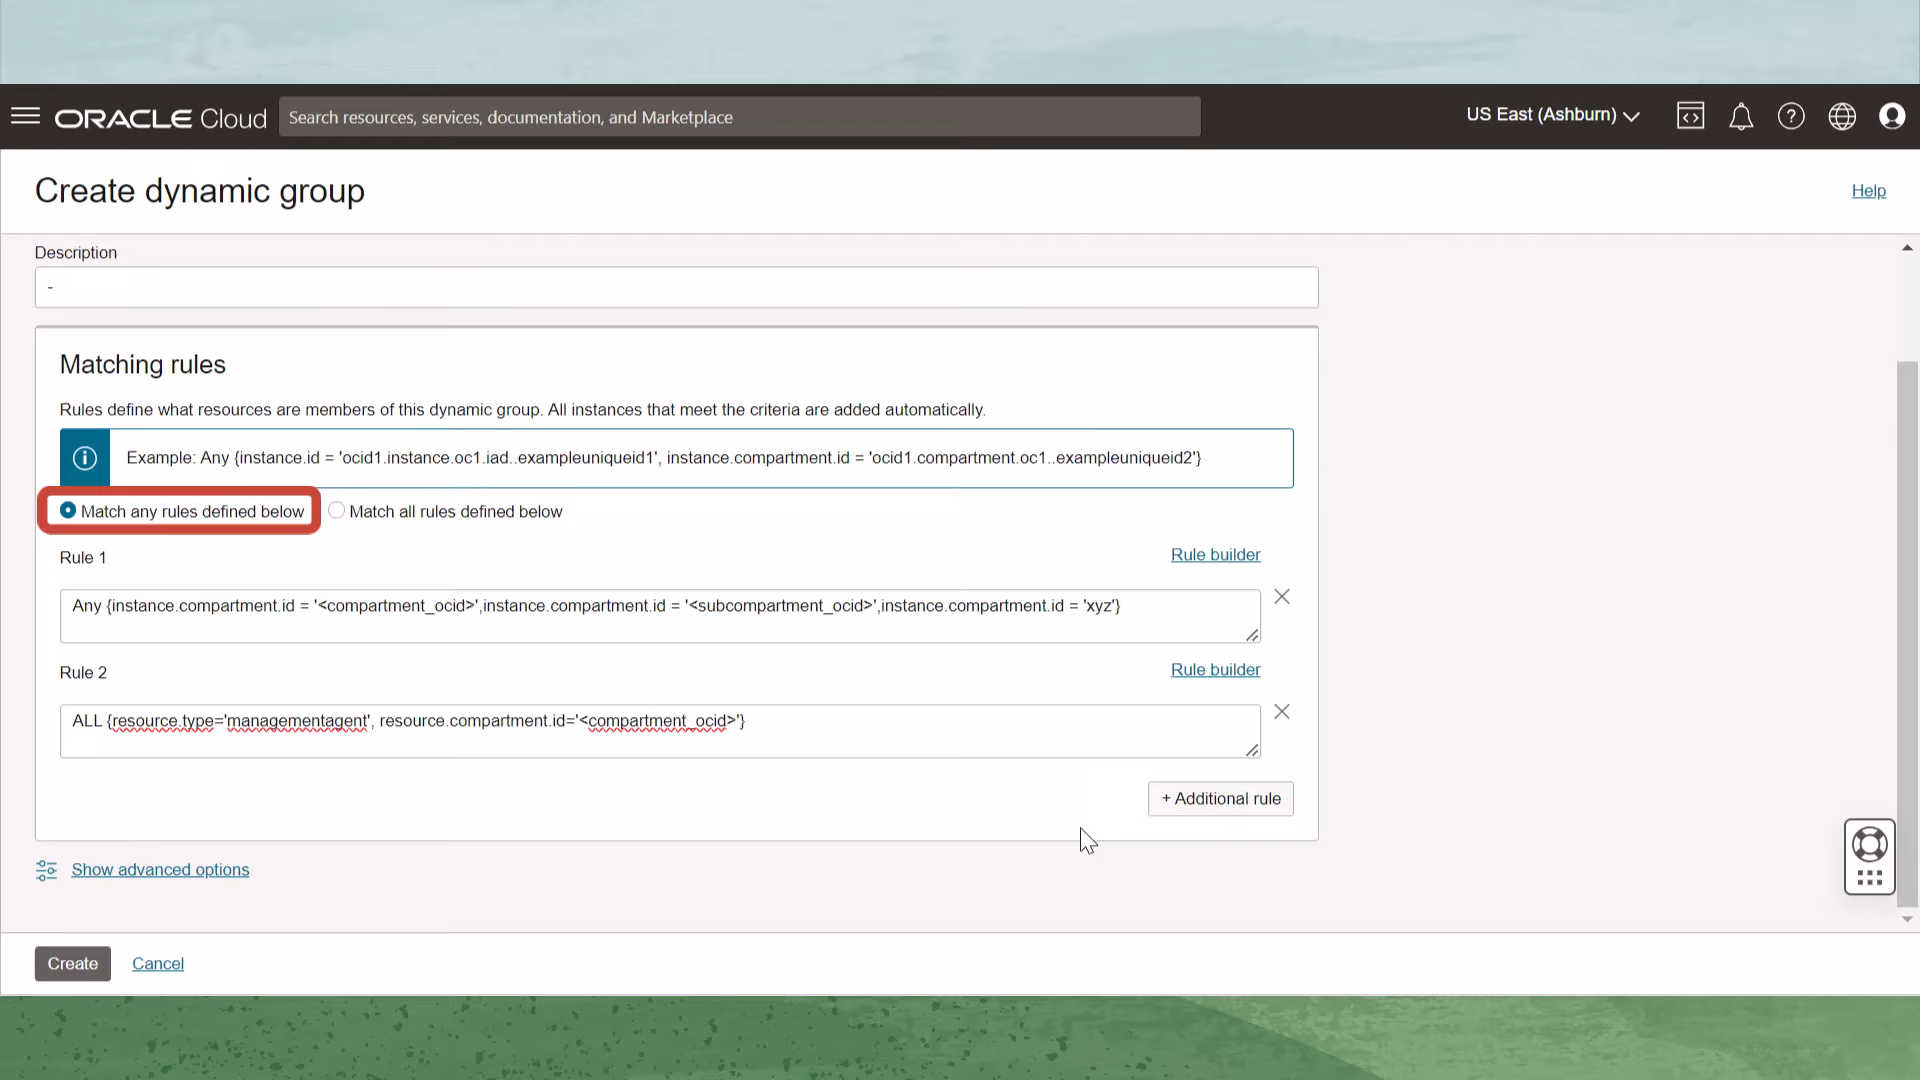 ORACLE Cloud
Search resources, services, documentation, and Marketplace
US East (Ashburn)
Create dynamic group
Help
Description
-
Matching rules
Rules define what resources are members of this dynamic group. All instances that meet the criteria are added automatically.
Example: Any {instance.id = 'ocid1.instance.oc1.iad..exampleuniqueid1', instance.compartment.id = 'ocid1.compartment.oc1..exampleuniqueid2'}
Match any rules defined below Match all rules defined below
Rule 1 Rule builder
Any {instance.compartment.id = '<compartment_ocid>',instance.compartment.id = '<subcompartment_ocid>',instance.compartment.id = 'xyz'}
Rule 2 Rule builder
ALL {resource.type='managementagent', resource.compartment.id='<compartment_ocid>'}
+ Additional rule
Show advanced options
Create Cancel